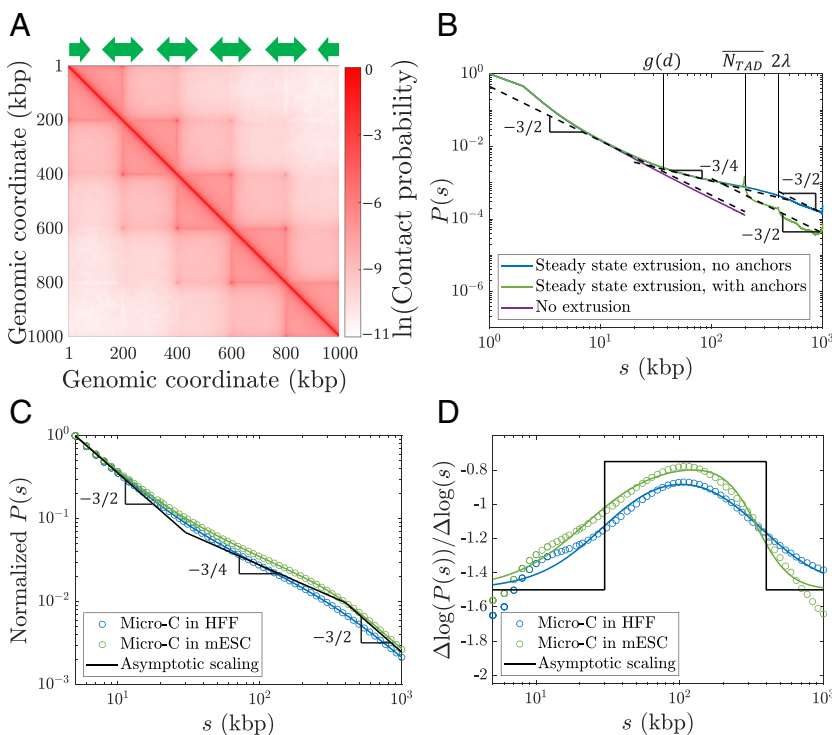 A
1
200
400
600
800
1000
Genomic coordinate (kbp)
1 200 400 600 800 1000
Genomic coordinate (kbp)
0
−3
−6
−9
−11
ln(Contact probability)
B
g(d) N_TAD 2λ
10^0
10^-2
10^-4
10^-6
P(s)
−3/2
−3/4
−3/2
−3/2
Steady state extrusion, no anchors
Steady state extrusion, with anchors
No extrusion
10^0 10^1 10^2 10^3
s (kbp)
C
10^0
10^-1
10^-2
10^-3
Normalized P(s)
−3/2
−3/4
−3/2
Micro-C in HFF
Micro-C in mESC
Asymptotic scaling
10^1 10^2 10^3
s (kbp)
D
-0.8
-1
-1.2
-1.4
-1.6
-1.8
-2
Δlog(P(s))/Δlog(s)
Micro-C in HFF
Micro-C in mESC
Asymptotic scaling
10^1 10^2 10^3
s (kbp)